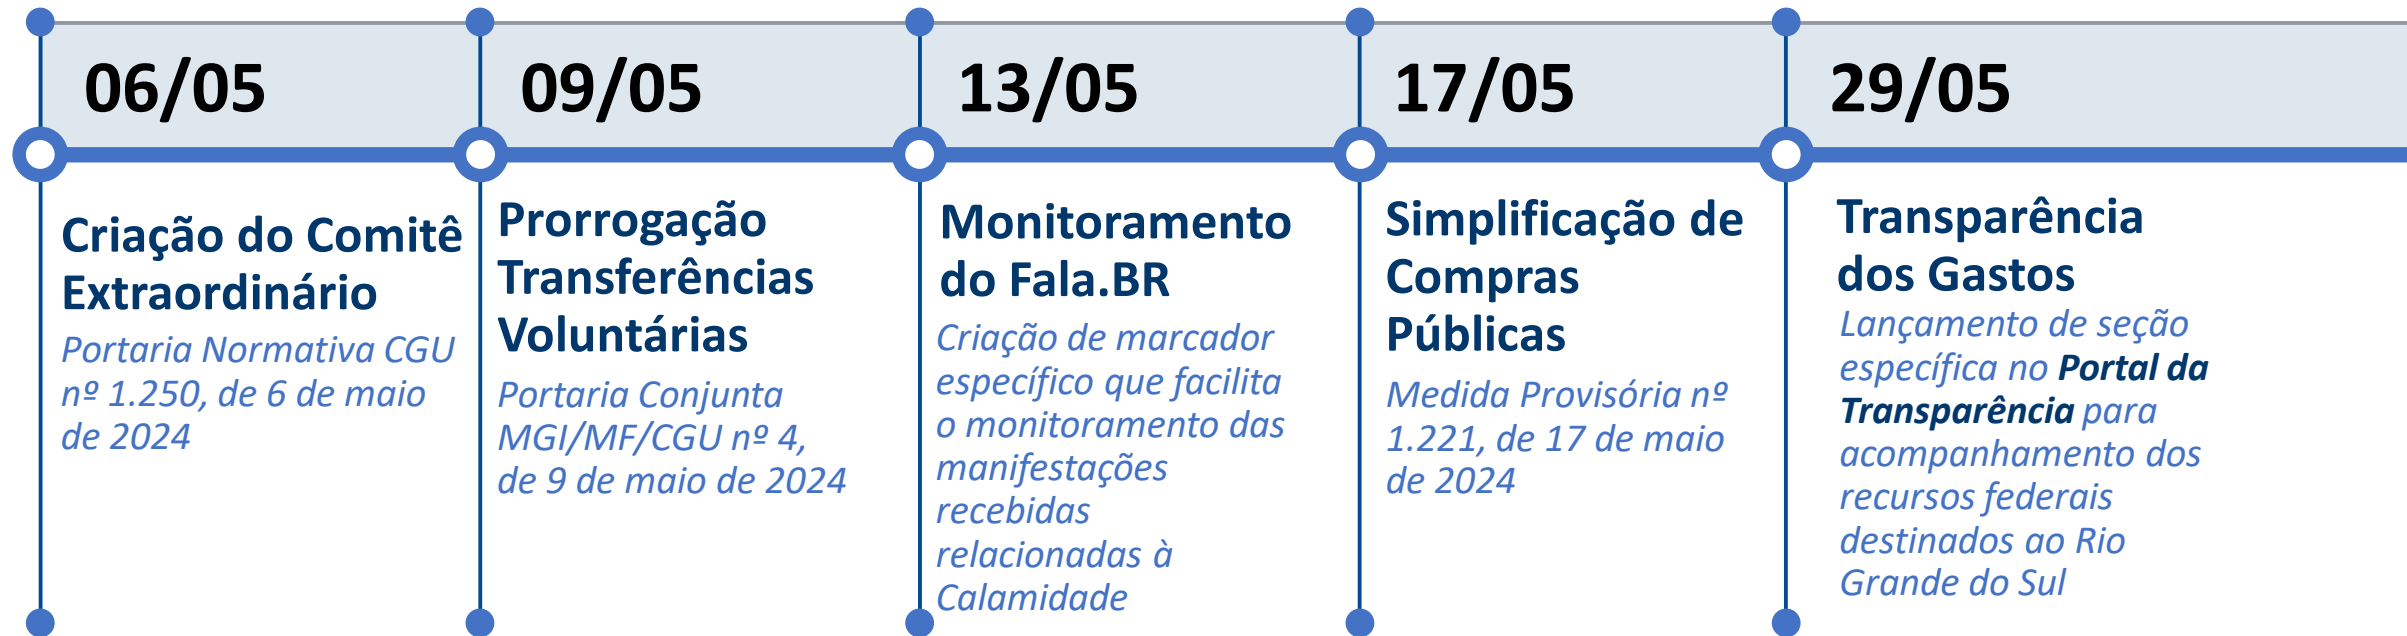 06/05
Criação do Comitê
Extraordinário
Portaria Normativa CGU
nº 1.250, de 6 de maio
de 2024
09/05
Prorrogação
Transferências
Voluntárias
Portaria Conjunta
MGI/MF/CGU nº 4,
de 9 de maio de 2024
13/05
Monitoramento
do Fala.BR
Criação de marcador
específico que facilita
o monitoramento das
manifestações
recebidas
relacionadas à
Calamidade
17/05
Simplificação de
Compras
Públicas
Medida Provisória nº
1.221, de 17 de maio
de 2024
29/05
Transparência
dos Gastos
Lançamento de seção
específica no Portal da
Transparência para
acompanhamento dos
recursos federais
destinados ao Rio
Grande do Sul